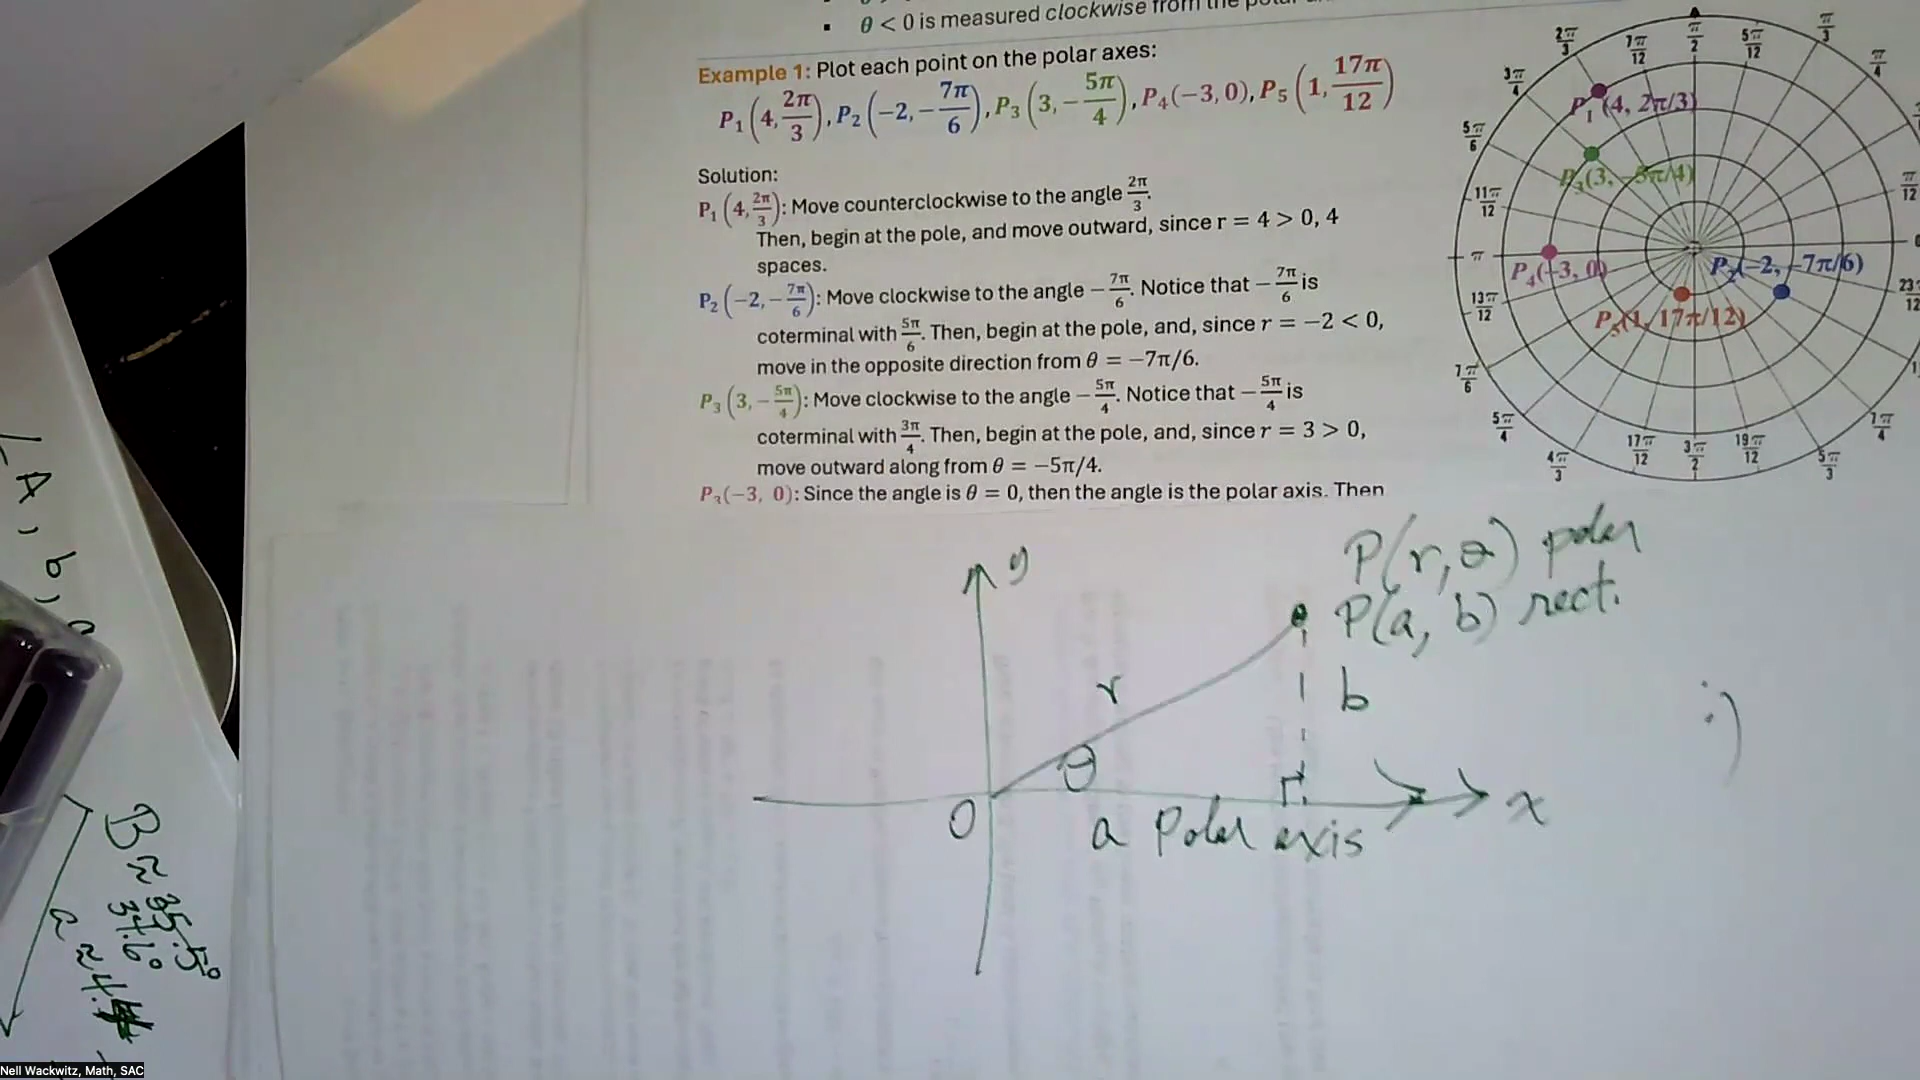 ▪ θ < 0 is measured clockwise from the polar
Example 1: Plot each point on the polar axes:
P₁(4, 2π/3), P₂(−2, −7π/6), P₃(3, −5π/4), P₄(−3, 0), P₅(1, 17π/12)
Solution:
P₁(4, 2π/3): Move counterclockwise to the angle 2π/3.
Then, begin at the pole, and move outward, since r = 4 > 0, 4
spaces.
P₂(−2, −7π/6): Move clockwise to the angle −7π/6. Notice that −7π/6 is
coterminal with 5π/6. Then, begin at the pole, and, since r = −2 < 0,
move in the opposite direction from θ = −7π/6.
P₃(3, −5π/4): Move clockwise to the angle −5π/4. Notice that −5π/4 is
coterminal with 3π/4. Then, begin at the pole, and, since r = 3 > 0,
move outward along from θ = −5π/4.
P₃(−3, 0): Since the angle is θ = 0, then the angle is the polar axis. Then
2π/3
7π/12
π/2
5π/12
π/3
π/4
3π/4
5π/6
11π/12
π/12
π
0
13π/12
7π/6
5π/4
4π/3
17π/12
3π/2
19π/12
5π/3
7π/4
P₁(4, 2π/3)
P₃(3, −5π/4)
P₄(−3, 0)
P₂(−2, −7π/6)
P₅(1, 17π/12)
y
P(r, θ) polar
P(a, b) rect.
r
b
θ
:)
O
x
a Polar axis
A, b,
B ≈ 35.5°
34.6°
a ≈ 4.
Nell Wackwitz, Math, SAC